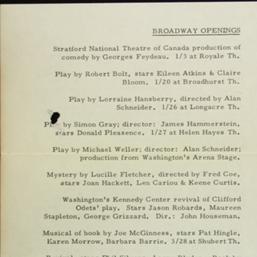 BROADWAY OPENINGS
Stratford National Theatre of Canada production of
comedy by Georges Feydeau. 1/3 at Royale Th.
Play by Robert Bolt, stars Eileen Atkins & Claire
Bloom. 1/20 at Broadhurst Th.
Play by Lorraine Hansberry, directed by Alan
Schneider. 1/26 at Longacre Th.
Play by Simon Gray; director: James Hammerstein,
stars Donald Pleasence. 1/27 at Helen Hayes Th.
Play by Michael Weller; director: Alan Schneider;
production from Washington's Arena Stage.
Mystery by Lucille Fletcher, directed by Fred Coe,
stars Joan Hackett, Len Cariou & Keene Curtis.
Washington's Kennedy Center revival of Clifford
Odets' play. Stars Jason Robards, Maureen
Stapleton, George Grizzard. Dir.: John Houseman.
Musical of book by Joe McGinness, stars Pat Hingle,
Karen Morrow, Barbara Barrie. 3/28 at Shubert Th.